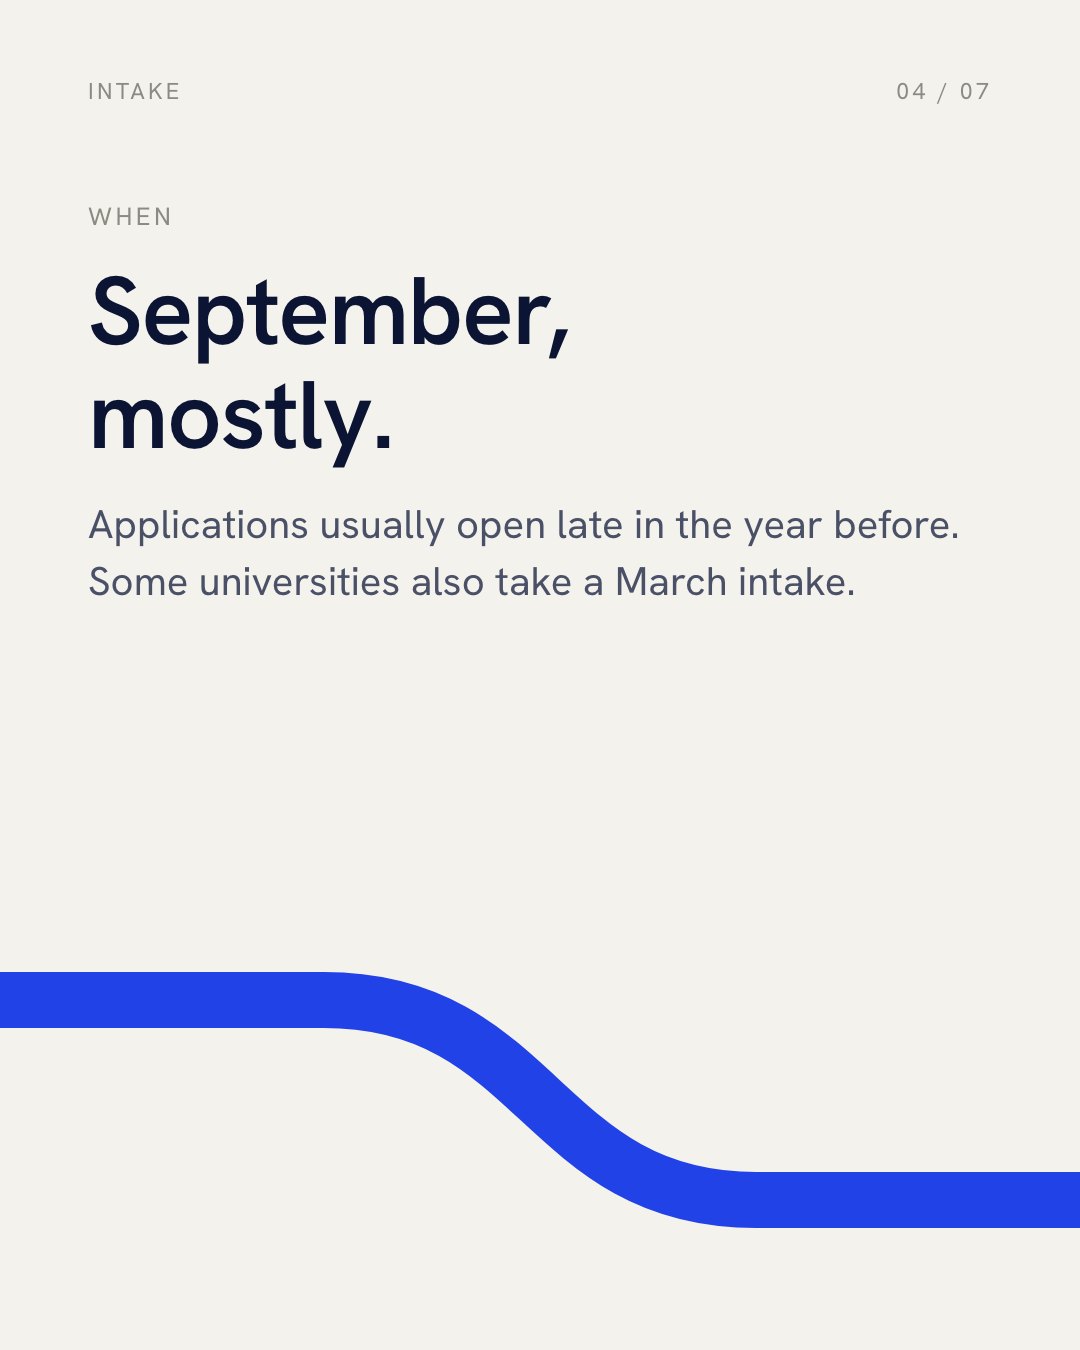 INTAKE
04 / 07
WHEN
September,
mostly.
Applications usually open late in the year before.
Some universities also take a March intake.